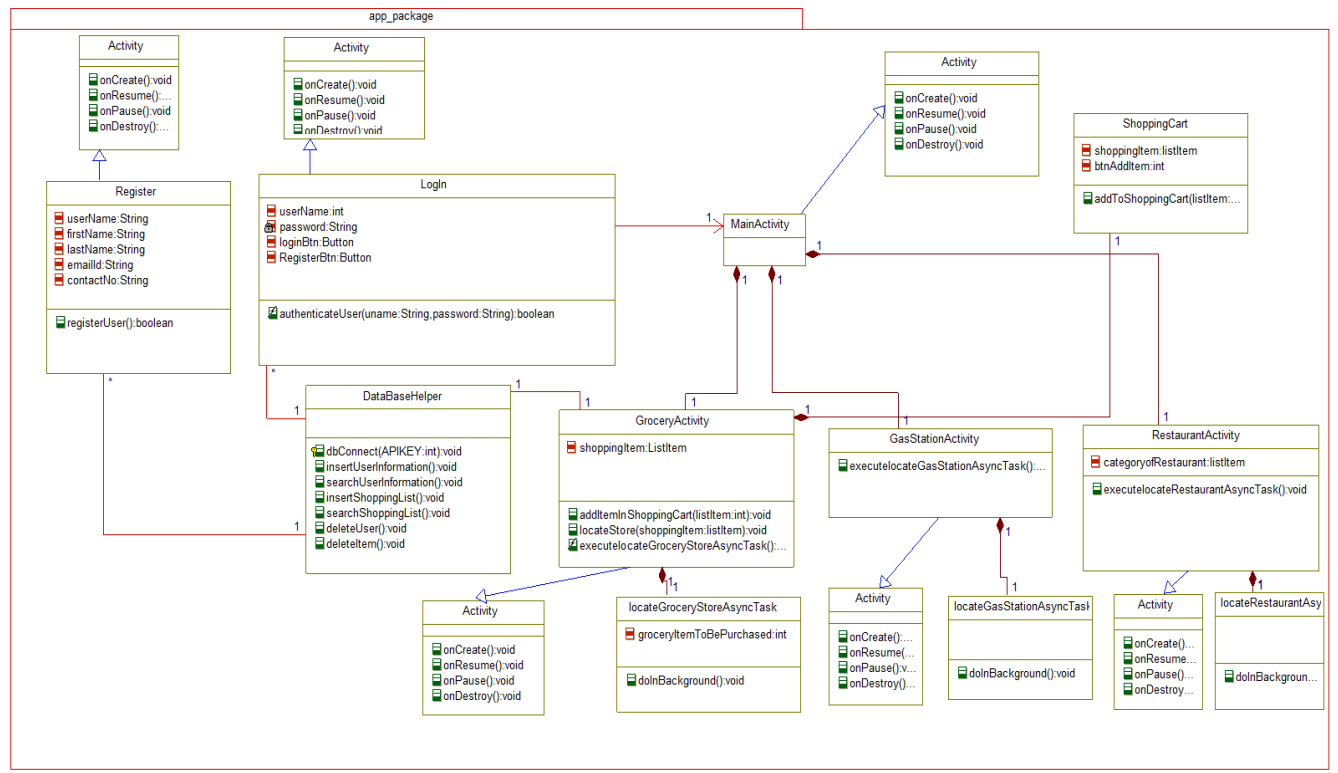 app_package
Activity
onCreate():void
onResume():...
onPause():void
onDestroy():...
Activity
onCreate():void
onResume():void
onPause():void
onDestroy():void
Activity
onCreate():void
onResume():void
onPause():void
onDestroy():void
ShoppingCart
shoppingItem:listItem
btnAddItem:int
addToShoppingCart(listItem:...
1
Register
userName:String
firstName:String
lastName:String
emailId:String
contactNo:String
registerUser():boolean
*
LogIn
userName:int
password:String
loginBtn:Button
RegisterBtn:Button
authenticateUser(uname:String,password:String):boolean
*
1
MainActivity
1
1
1
DataBaseHelper
dbConnect(APIKEY:int):void
insertUserInformation():void
searchUserInformation():void
insertShoppingList():void
searchShoppingList():void
deleteUser():void
deleteItem():void
1
1
1
1
1
GroceryActivity
shoppingItem:ListItem
addItemInShoppingCart(listItem:int):void
locateStore(shoppingItem:listItem):void
executelocateGroceryStoreAsyncTask():...
1
1
1
1
GasStationActivity
executelocateGasStationAsyncTask():...
1
1
1
RestaurantActivity
categoryofRestaurant:listItem
executelocateRestaurantAsyncTask():void
1
1
Activity
onCreate():void
onResume():void
onPause():void
onDestroy():void
locateGroceryStoreAsyncTask
groceryItemToBePurchased:int
doInBackground():void
Activity
onCreate():...
onResume(...
onPause():v...
onDestroy()...
locateGasStationAsyncTask
doInBackground():void
Activity
onCreate()...
onResume...
onPause()...
onDestroy...
locateRestaurantAsy
doInBackgroun...